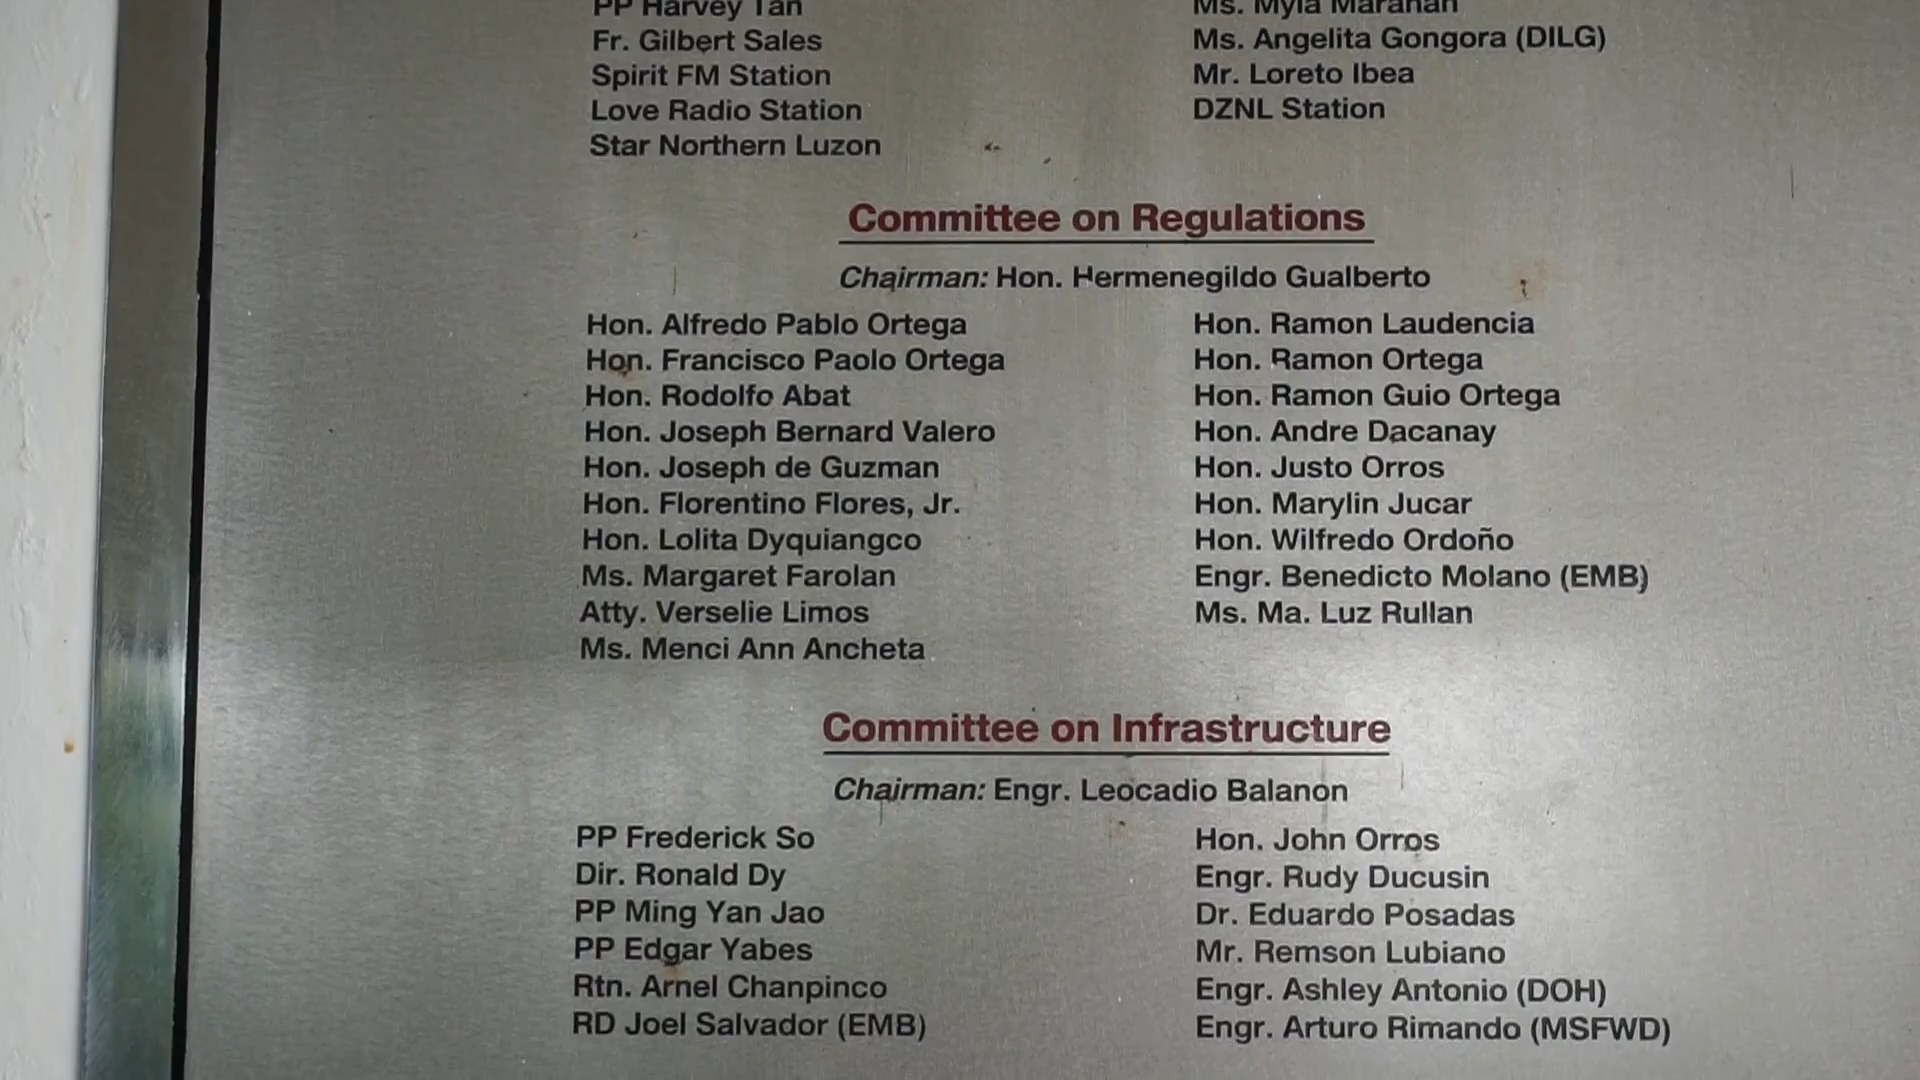 PP Harvey Tan
Fr. Gilbert Sales
Spirit FM Station
Love Radio Station
Star Northern Luzon
Ms. Myla Marahan
Ms. Angelita Gongora (DILG)
Mr. Loreto Ibea
DZNL Station
Committee on Regulations
Chairman: Hon. Hermenegildo Gualberto
Hon. Alfredo Pablo Ortega
Hon. Francisco Paolo Ortega
Hon. Rodolfo Abat
Hon. Joseph Bernard Valero
Hon. Joseph de Guzman
Hon. Florentino Flores, Jr.
Hon. Lolita Dyquiangco
Ms. Margaret Farolan
Atty. Verselie Limos
Ms. Menci Ann Ancheta
Hon. Ramon Laudencia
Hon. Ramon Ortega
Hon. Ramon Guio Ortega
Hon. Andre Dacanay
Hon. Justo Orros
Hon. Marylin Jucar
Hon. Wilfredo Ordoño
Engr. Benedicto Molano (EMB)
Ms. Ma. Luz Rullan
Committee on Infrastructure
Chairman: Engr. Leocadio Balanon
PP Frederick So
Dir. Ronald Dy
PP Ming Yan Jao
PP Edgar Yabes
Rtn. Arnel Chanpinco
RD Joel Salvador (EMB)
Hon. John Orros
Engr. Rudy Ducusin
Dr. Eduardo Posadas
Mr. Remson Lubiano
Engr. Ashley Antonio (DOH)
Engr. Arturo Rimando (MSFWD)